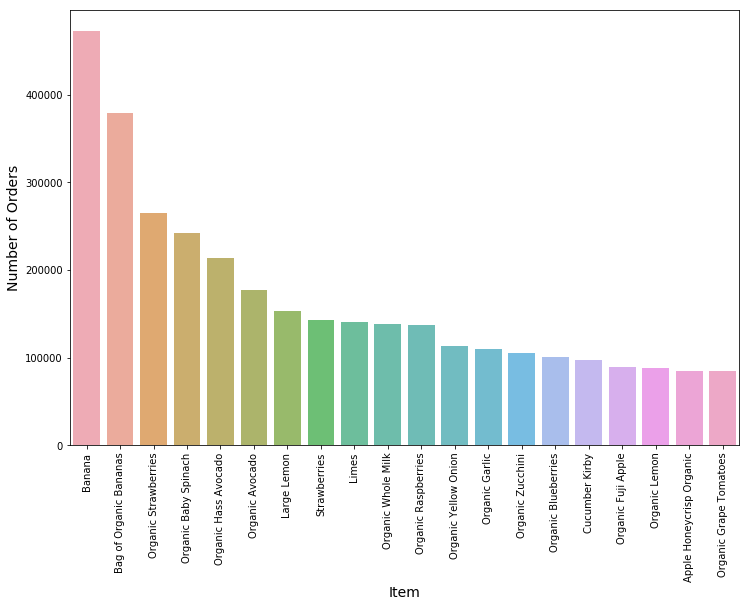 Number of Orders
400000
300000
200000
100000
0
Banana
Bag of Organic Bananas
Organic Strawberries
Organic Baby Spinach
Organic Hass Avocado
Organic Avocado
Large Lemon
Strawberries
Limes
Organic Whole Milk
Organic Raspberries
Organic Yellow Onion
Organic Garlic
Organic Zucchini
Organic Blueberries
Cucumber Kirby
Organic Fuji Apple
Organic Lemon
Apple Honeycrisp Organic
Organic Grape Tomatoes
Item